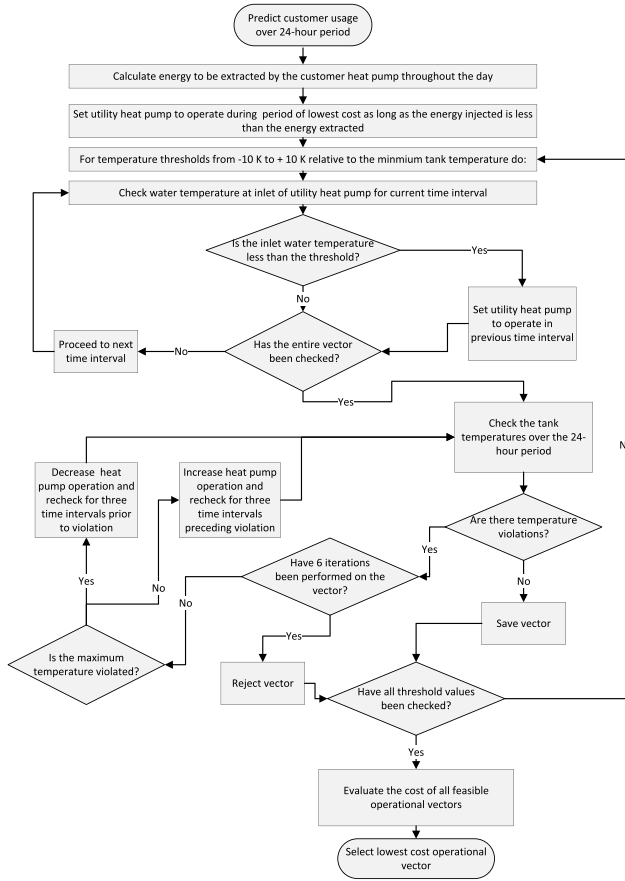 Predict customer usage
over 24-hour period
Calculate energy to be extracted by the customer heat pump throughout the day
Set utility heat pump to operate during period of lowest cost as long as the energy injected is less
than the energy extracted
For temperature thresholds from -10 K to + 10 K relative to the minmium tank temperature do:
Check water temperature at inlet of utility heat pump for current time interval
Is the inlet water temperature
less than the threshold?
Yes
No
Set utility heat pump
to operate in
previous time interval
Has the entire vector
been checked?
No
Proceed to next
time interval
Yes
Check the tank
temperatures over the 24-
hour period
N
Decrease heat
pump operation and
recheck for three
time intervals prior
to violation
Increase heat pump
operation and
recheck for three
time intervals
preceding violation
Are there temperature
violations?
Yes
No
Have 6 iterations
been performed on the
vector?
Yes
No
No
Yes
Save vector
Is the maximum
temperature violated?
Reject vector
Have all threshold values
been checked?
Yes
Evaluate the cost of all feasible
operational vectors
Select lowest cost operational
vector